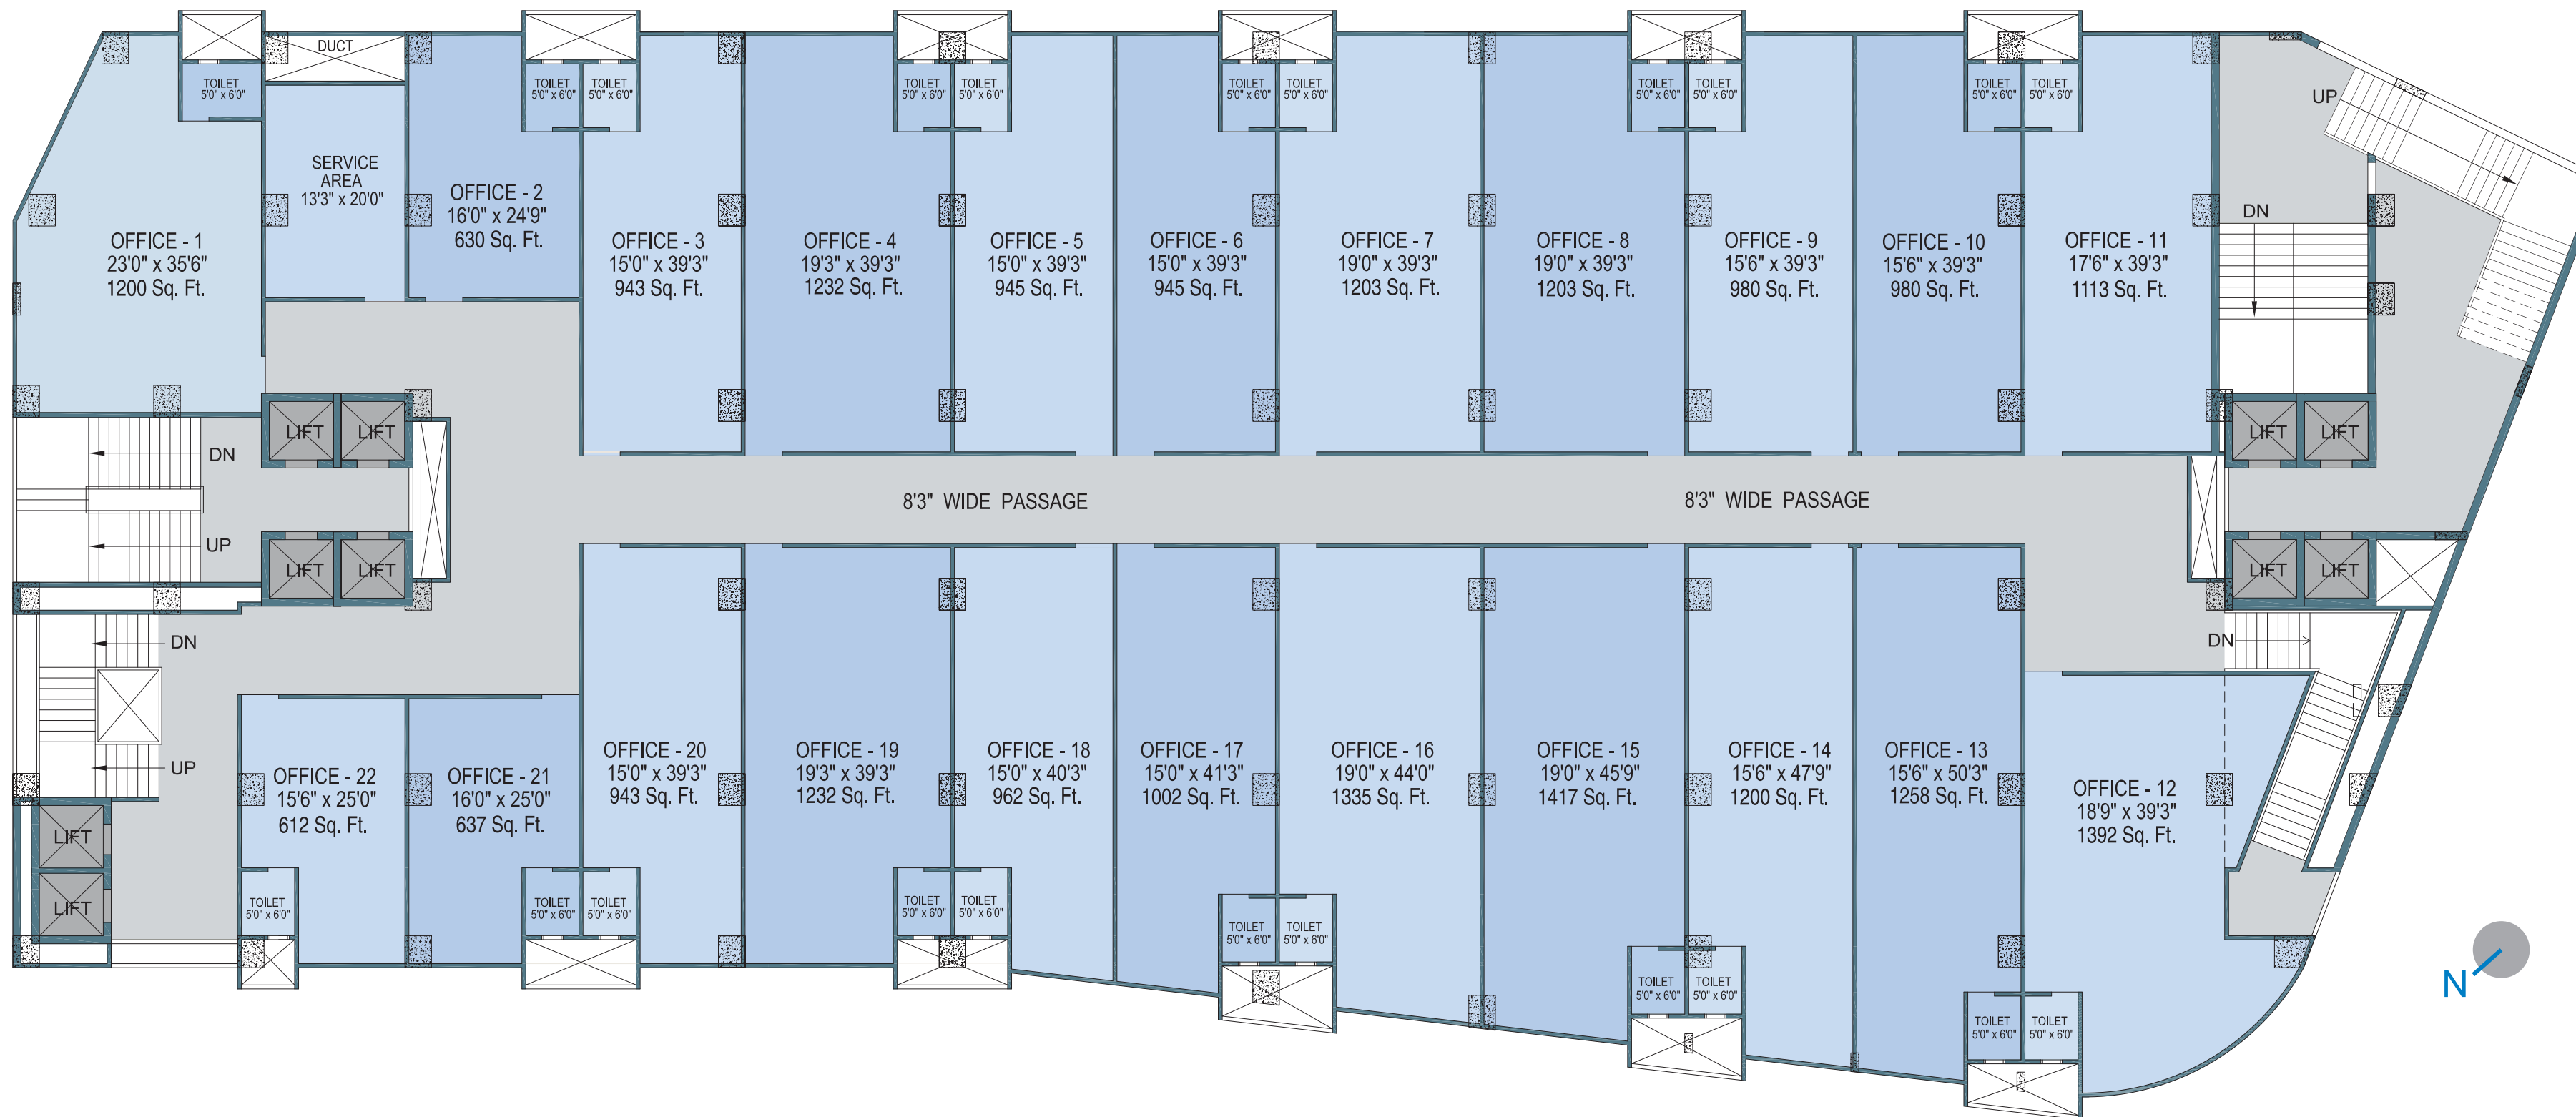 DUCT
TOILET
5'0" x 6'0"
TOILET
5'0" x 6'0"
TOILET
5'0" x 6'0"
TOILET
5'0" x 6'0"
TOILET
5'0" x 6'0"
TOILET
5'0" x 6'0"
TOILET
5'0" x 6'0"
TOILET
5'0" x 6'0"
TOILET
5'0" x 6'0"
TOILET
5'0" x 6'0"
TOILET
5'0" x 6'0"
UP
SERVICE
AREA
13'3" x 20'0"
OFFICE - 2
16'0" x 24'9"
630 Sq. Ft.
DN
OFFICE - 1
23'0" x 35'6"
1200 Sq. Ft.
OFFICE - 3
15'0" x 39'3"
943 Sq. Ft.
OFFICE - 4
19'3" x 39'3"
1232 Sq. Ft.
OFFICE - 5
15'0" x 39'3"
945 Sq. Ft.
OFFICE - 6
15'0" x 39'3"
945 Sq. Ft.
OFFICE - 7
19'0" x 39'3"
1203 Sq. Ft.
OFFICE - 8
19'0" x 39'3"
1203 Sq. Ft.
OFFICE - 9
15'6" x 39'3"
980 Sq. Ft.
OFFICE - 10
15'6" x 39'3"
980 Sq. Ft.
OFFICE - 11
17'6" x 39'3"
1113 Sq. Ft.
LIFT
LIFT
LIFT
LIFT
DN
8'3" WIDE PASSAGE
8'3" WIDE PASSAGE
UP
LIFT
LIFT
LIFT
LIFT
DN
DN
UP
OFFICE - 22
15'6" x 25'0"
612 Sq. Ft.
OFFICE - 21
16'0" x 25'0"
637 Sq. Ft.
OFFICE - 20
15'0" x 39'3"
943 Sq. Ft.
OFFICE - 19
19'3" x 39'3"
1232 Sq. Ft.
OFFICE - 18
15'0" x 40'3"
962 Sq. Ft.
OFFICE - 17
15'0" x 41'3"
1002 Sq. Ft.
OFFICE - 16
19'0" x 44'0"
1335 Sq. Ft.
OFFICE - 15
19'0" x 45'9"
1417 Sq. Ft.
OFFICE - 14
15'6" x 47'9"
1200 Sq. Ft.
OFFICE - 13
15'6" x 50'3"
1258 Sq. Ft.
OFFICE - 12
18'9" x 39'3"
1392 Sq. Ft.
LIFT
LIFT
TOILET
5'0" x 6'0"
TOILET
5'0" x 6'0"
TOILET
5'0" x 6'0"
TOILET
5'0" x 6'0"
TOILET
5'0" x 6'0"
TOILET
5'0" x 6'0"
TOILET
5'0" x 6'0"
TOILET
5'0" x 6'0"
TOILET
5'0" x 6'0"
TOILET
5'0" x 6'0"
TOILET
5'0" x 6'0"
N